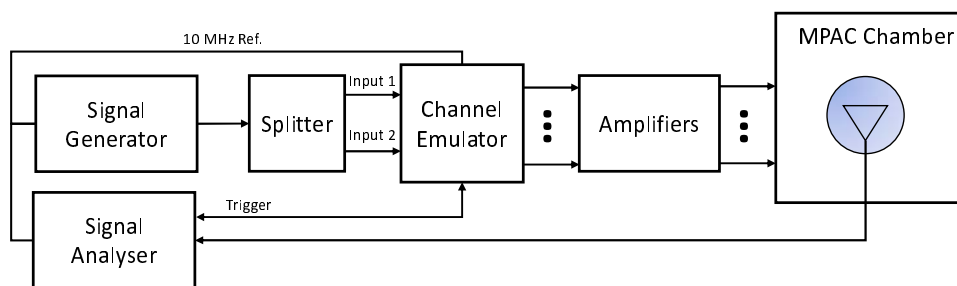 10 MHz Ref.
MPAC Chamber
Signal
Generator
Splitter
Input 1
Input 2
Channel
Emulator
Amplifiers
Trigger
Signal
Analyser